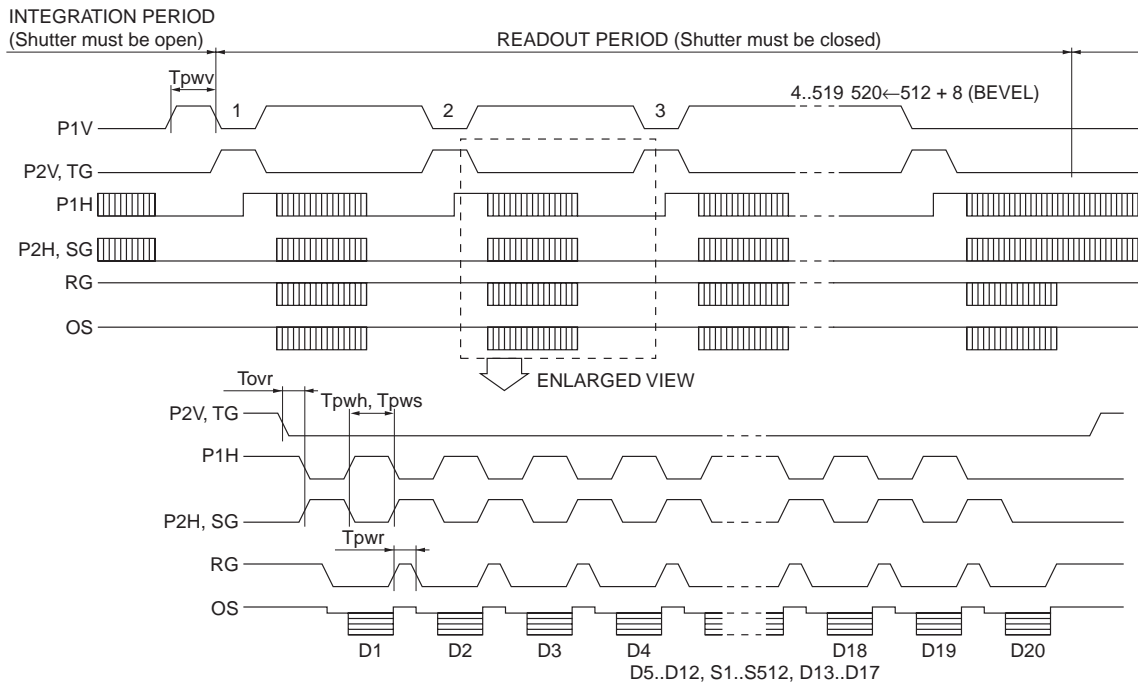 INTEGRATION PERIOD
(Shutter must be open)
READOUT PERIOD (Shutter must be closed)
Tpwv
4..519 520←512 + 8 (BEVEL)
1
2
3
P1V
P2V, TG
P1H
P2H, SG
RG
OS
ENLARGED VIEW
Tovr
Tpwh, Tpws
P2V, TG
P1H
P2H, SG
Tpwr
RG
OS
D1
D2
D3
D4
D18
D19
D20
D5..D12, S1..S512, D13..D17